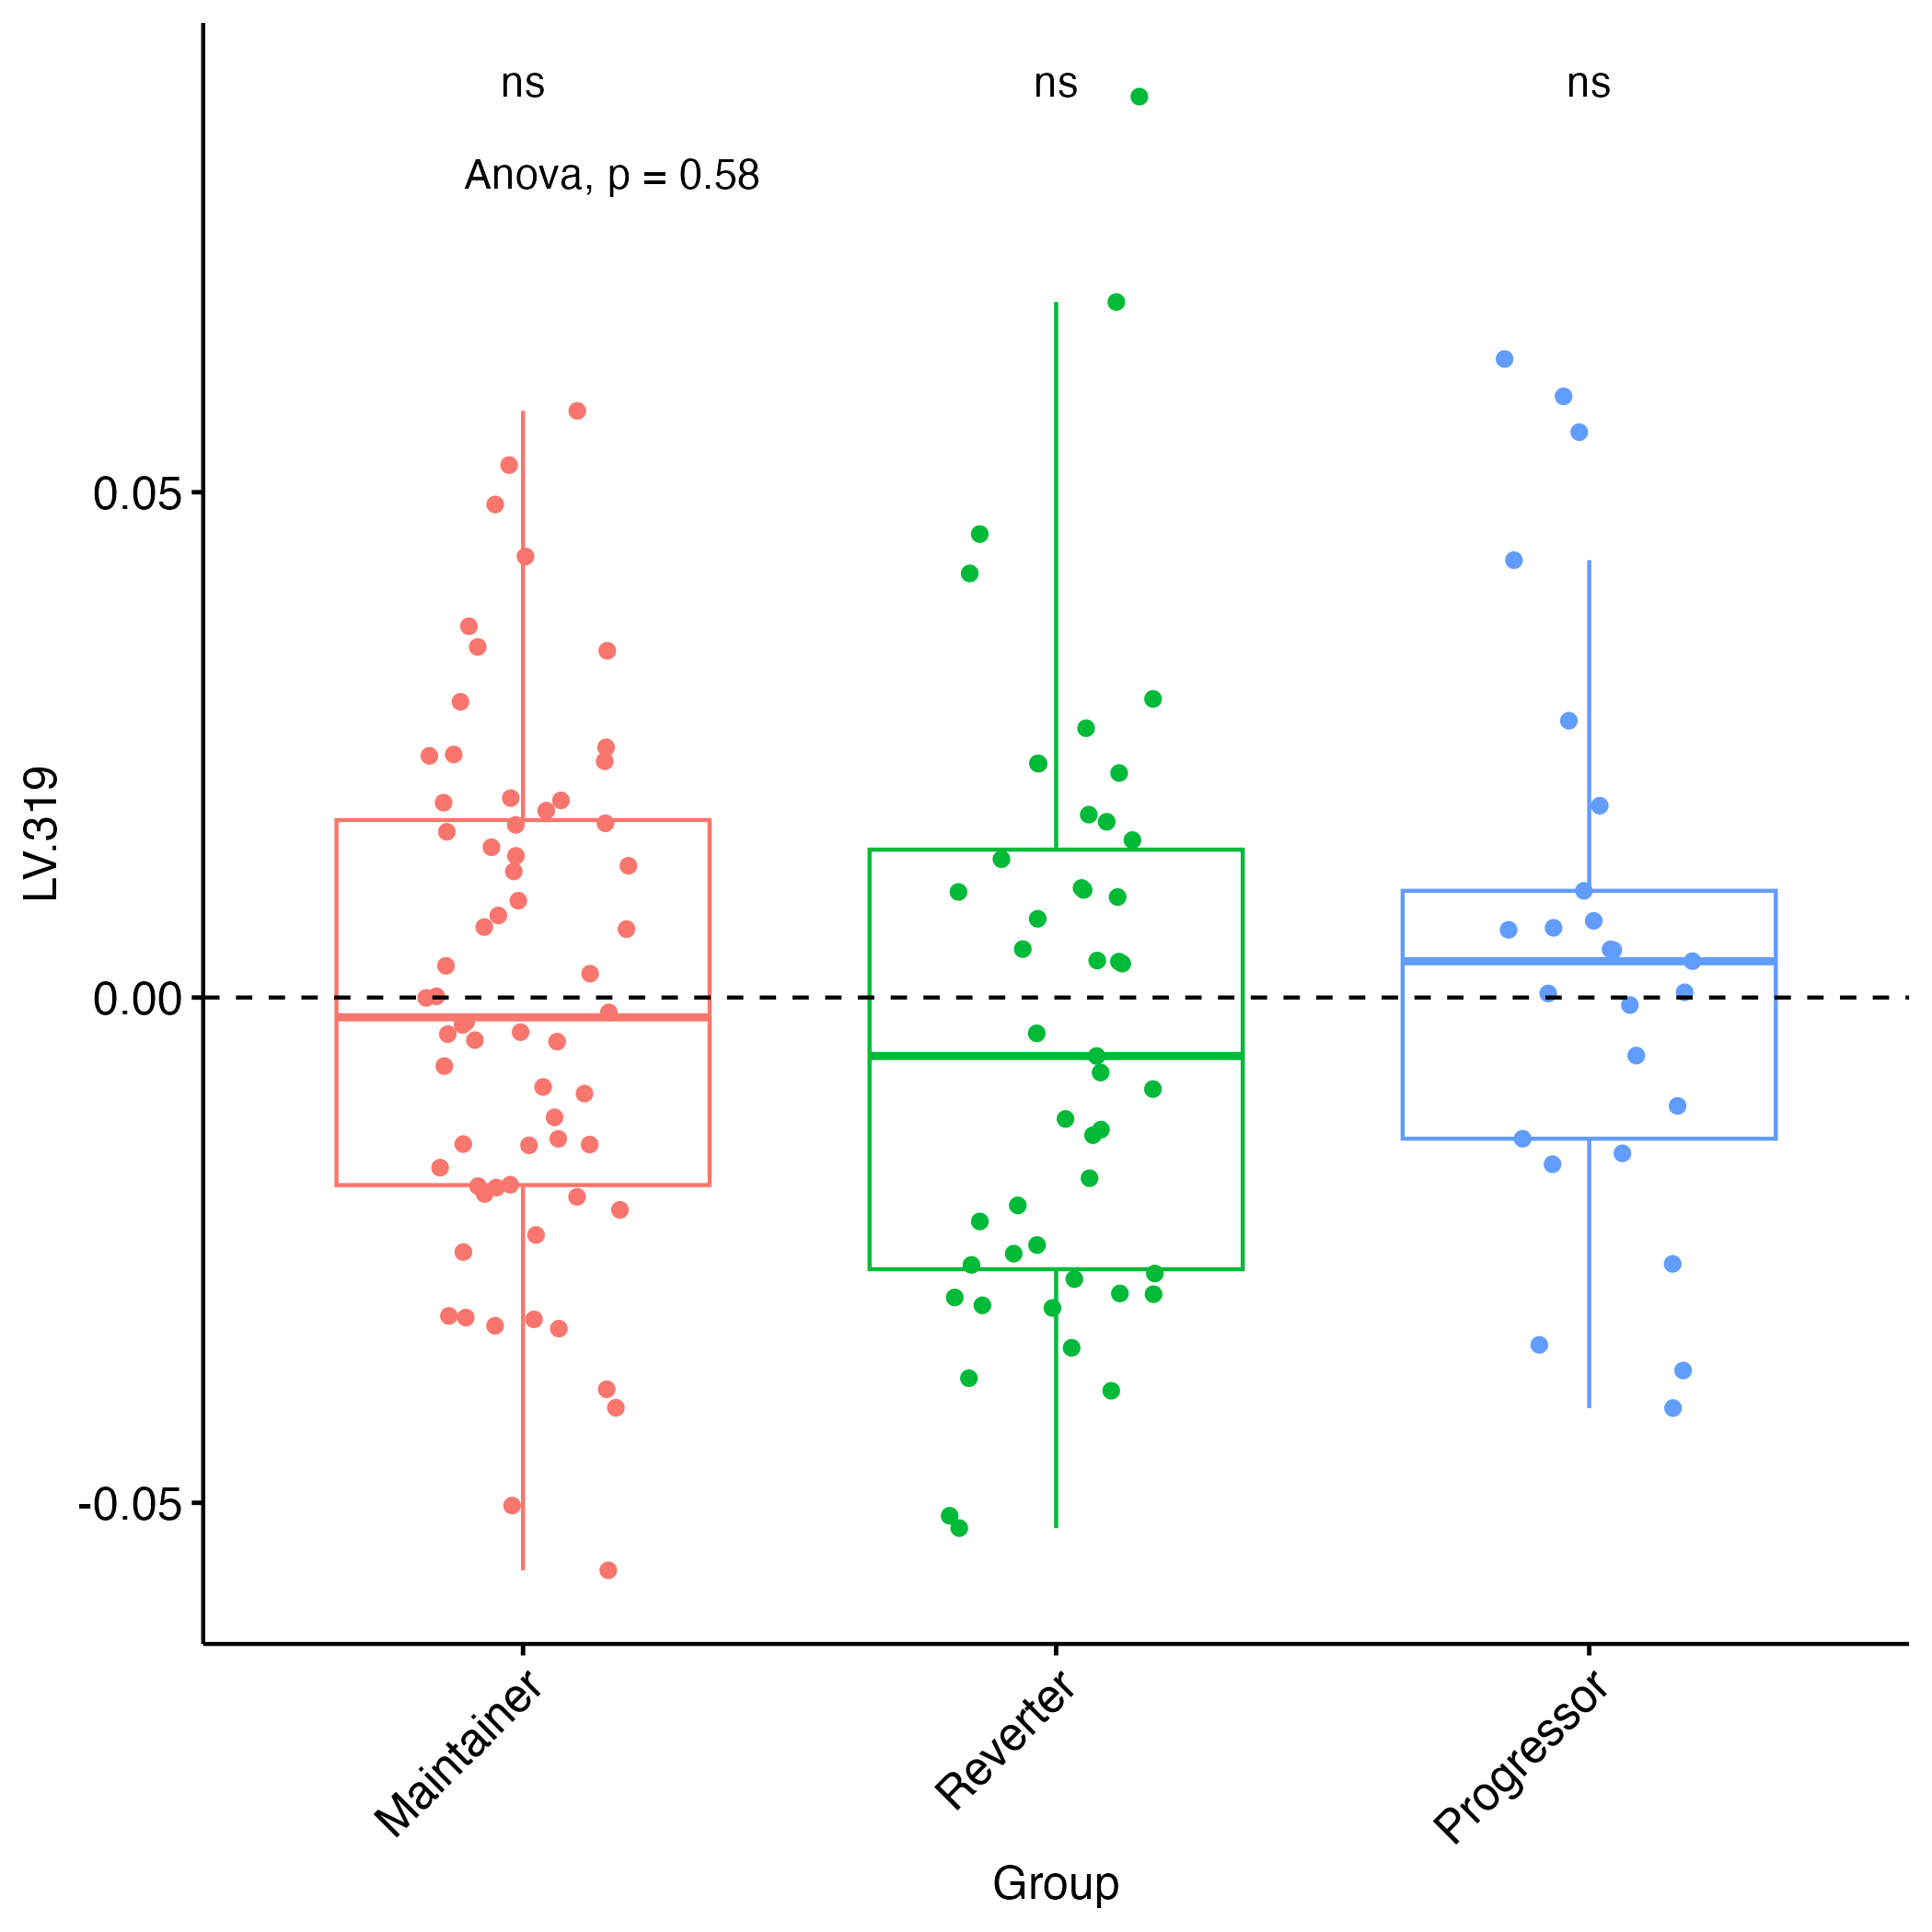 ns ns ns
Anova, p = 0.58
LV.319
0.05
0.00
-0.05
Maintainer Reverter Progressor
Group